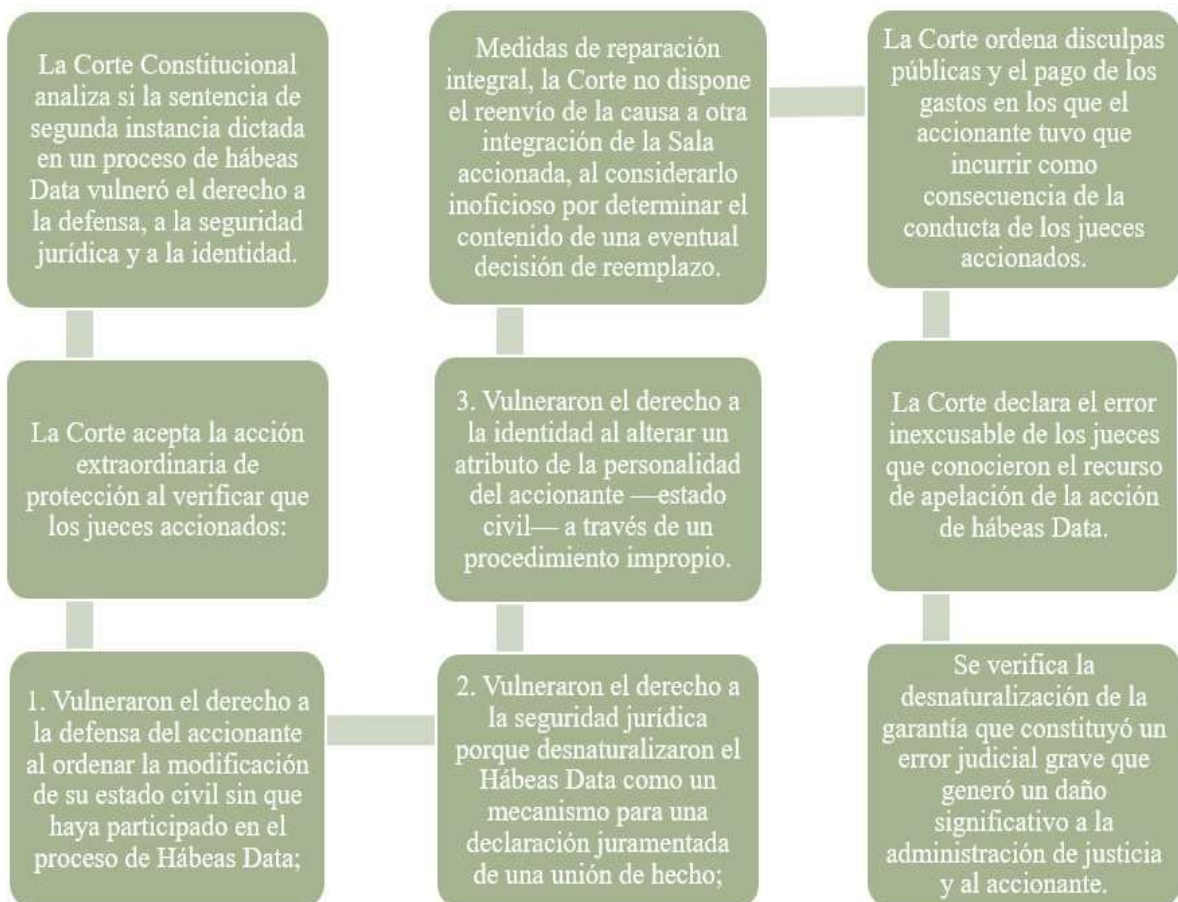 La Corte Constitucional
analiza si la sentencia de
segunda instancia dictada
en un proceso de hábeas
Data vulneró el derecho a
la defensa, a la seguridad
jurídica y a la identidad.
La Corte acepta la acción
extraordinaria de
protección al verificar que
los jueces accionados:
1. Vulneraron el derecho a
la defensa del accionante
al ordenar la modificación
de su estado civil sin que
haya participado en el
proceso de Hábeas Data;
2. Vulneraron el derecho a
la seguridad jurídica
porque desnaturalizaron el
Hábeas Data como un
mecanismo para una
declaración juramentada
de una unión de hecho;
3. Vulneraron el derecho a
la identidad al alterar un
atributo de la personalidad
del accionante —estado
civil— a través de un
procedimiento impropio.
Medidas de reparación
integral, la Corte no dispone
el reenvío de la causa a otra
integración de la Sala
accionada, al considerarlo
inoficioso por determinar el
contenido de una eventual
decisión de reemplazo.
La Corte ordena disculpas
públicas y el pago de los
gastos en los que el
accionante tuvo que
incurrir como
consecuencia de la
conducta de los jueces
accionados.
La Corte declara el error
inexcusable de los jueces
que conocieron el recurso
de apelación de la acción
de hábeas Data.
Se verifica la
desnaturalización de la
garantía que constituyó un
error judicial grave que
generó un daño
significativo a la
administración de justicia
y al accionante.